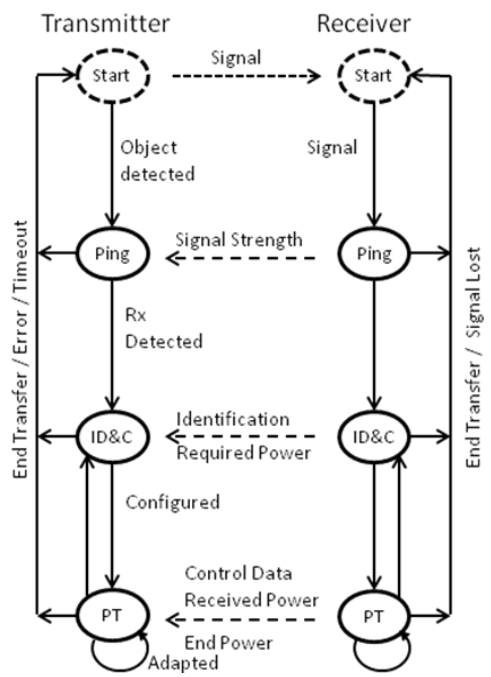 Transmitter
Receiver
Start
Signal
Start
Object
detected
Signal
Ping
Signal Strength
Ping
Rx
Detected
ID&C
Identification
Required Power
ID&C
Configured
Control Data
Received Power
PT
End Power
PT
Adapted
End Transfer / Error / Timeout
End Transfer / Signal Lost